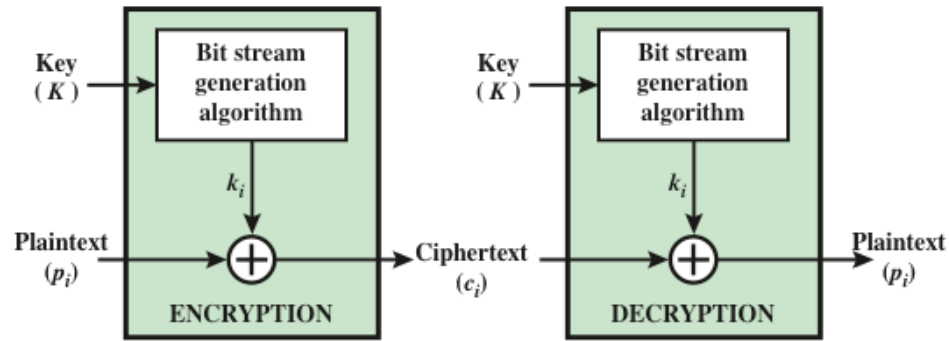 Key
(K)
Bit stream
generation
algorithm
k_i
Plaintext
(p_i)
ENCRYPTION
Ciphertext
(c_i)
Key
(K)
Bit stream
generation
algorithm
k_i
DECRYPTION
Plaintext
(p_i)